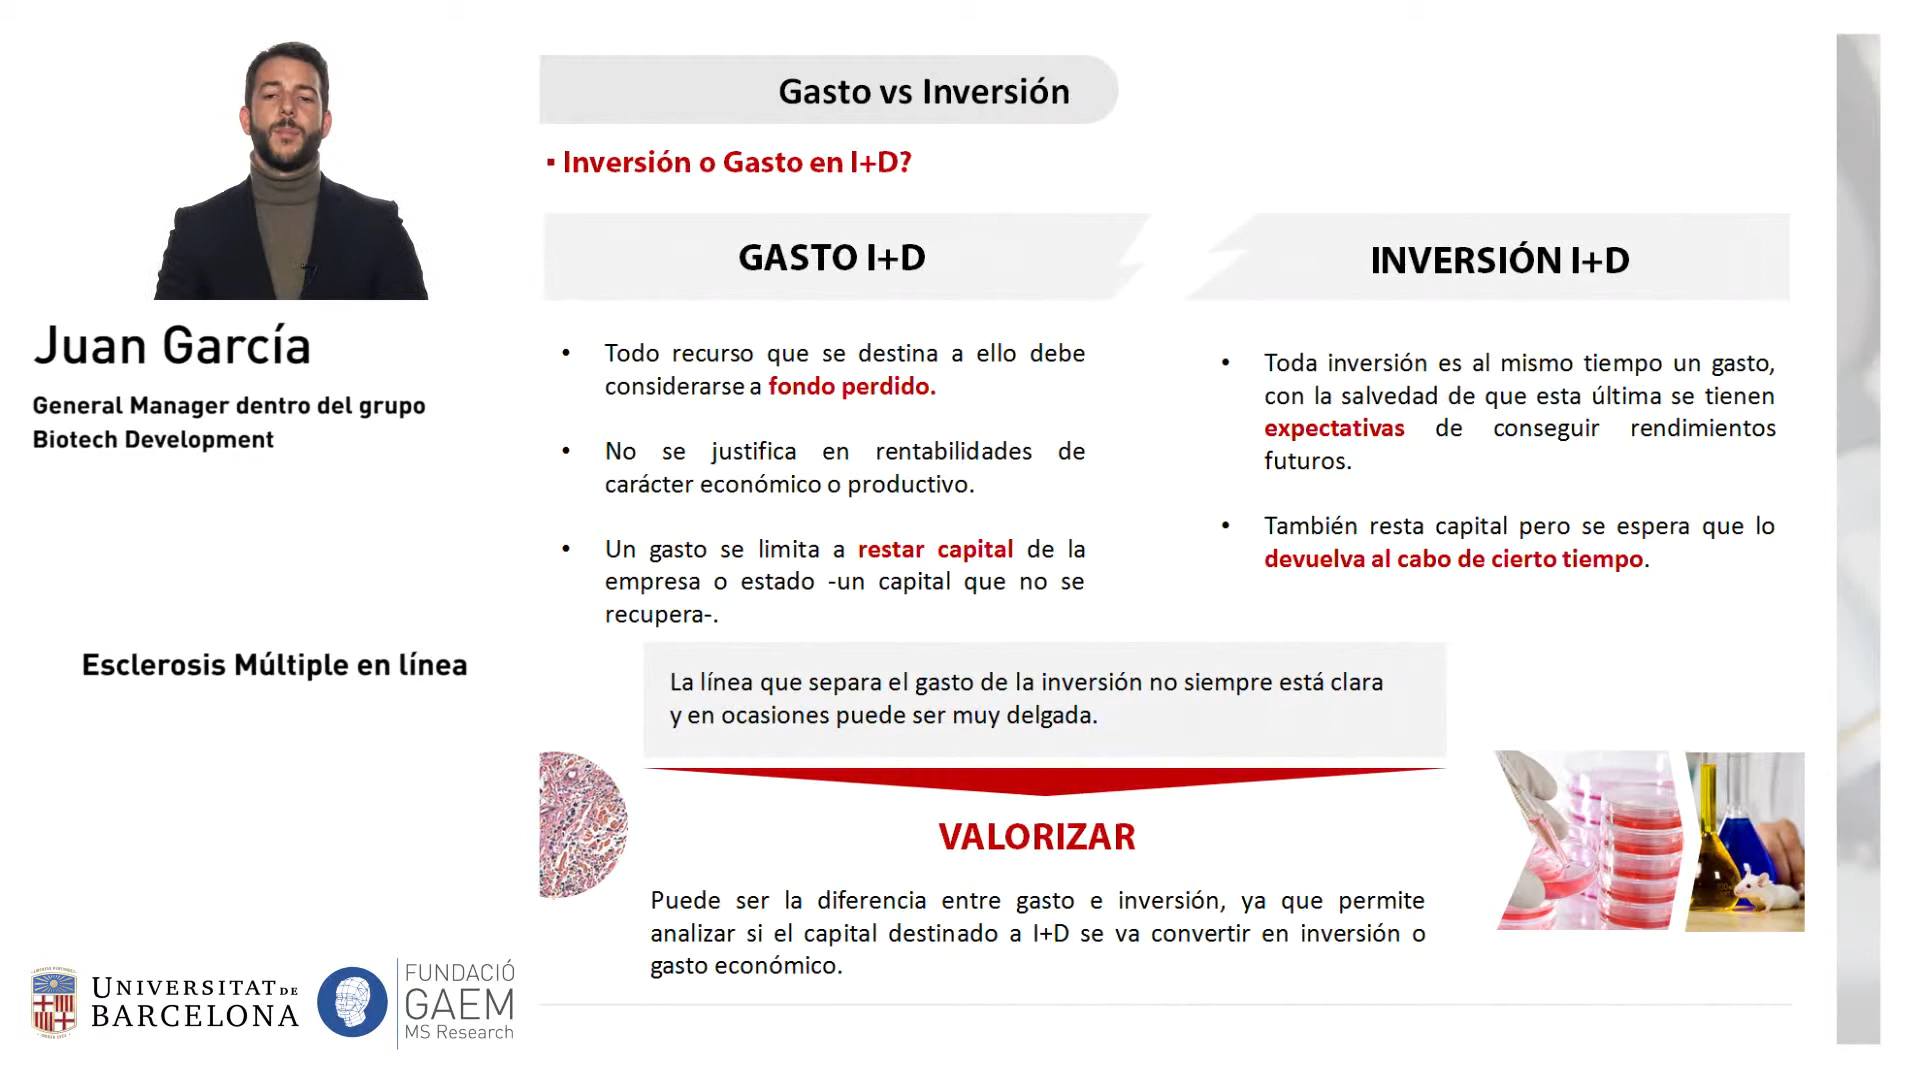 Gasto vs Inversión
▪ Inversión o Gasto en I+D?
GASTO I+D
• Todo recurso que se destina a ello debe
considerarse a fondo perdido.
• No se justifica en rentabilidades de
carácter económico o productivo.
• Un gasto se limita a restar capital de la
empresa o estado -un capital que no se
recupera-.
INVERSIÓN I+D
• Toda inversión es al mismo tiempo un gasto,
con la salvedad de que esta última se tienen
expectativas de conseguir rendimientos
futuros.
• También resta capital pero se espera que lo
devuelva al cabo de cierto tiempo.
La línea que separa el gasto de la inversión no siempre está clara
y en ocasiones puede ser muy delgada.
VALORIZAR
Puede ser la diferencia entre gasto e inversión, ya que permite
analizar si el capital destinado a I+D se va convertir en inversión o
gasto económico.
Juan García
General Manager dentro del grupo
Biotech Development
Esclerosis Múltiple en línea
UNIVERSITAT DE
BARCELONA
FUNDACIÓ
GAEM
MS Research